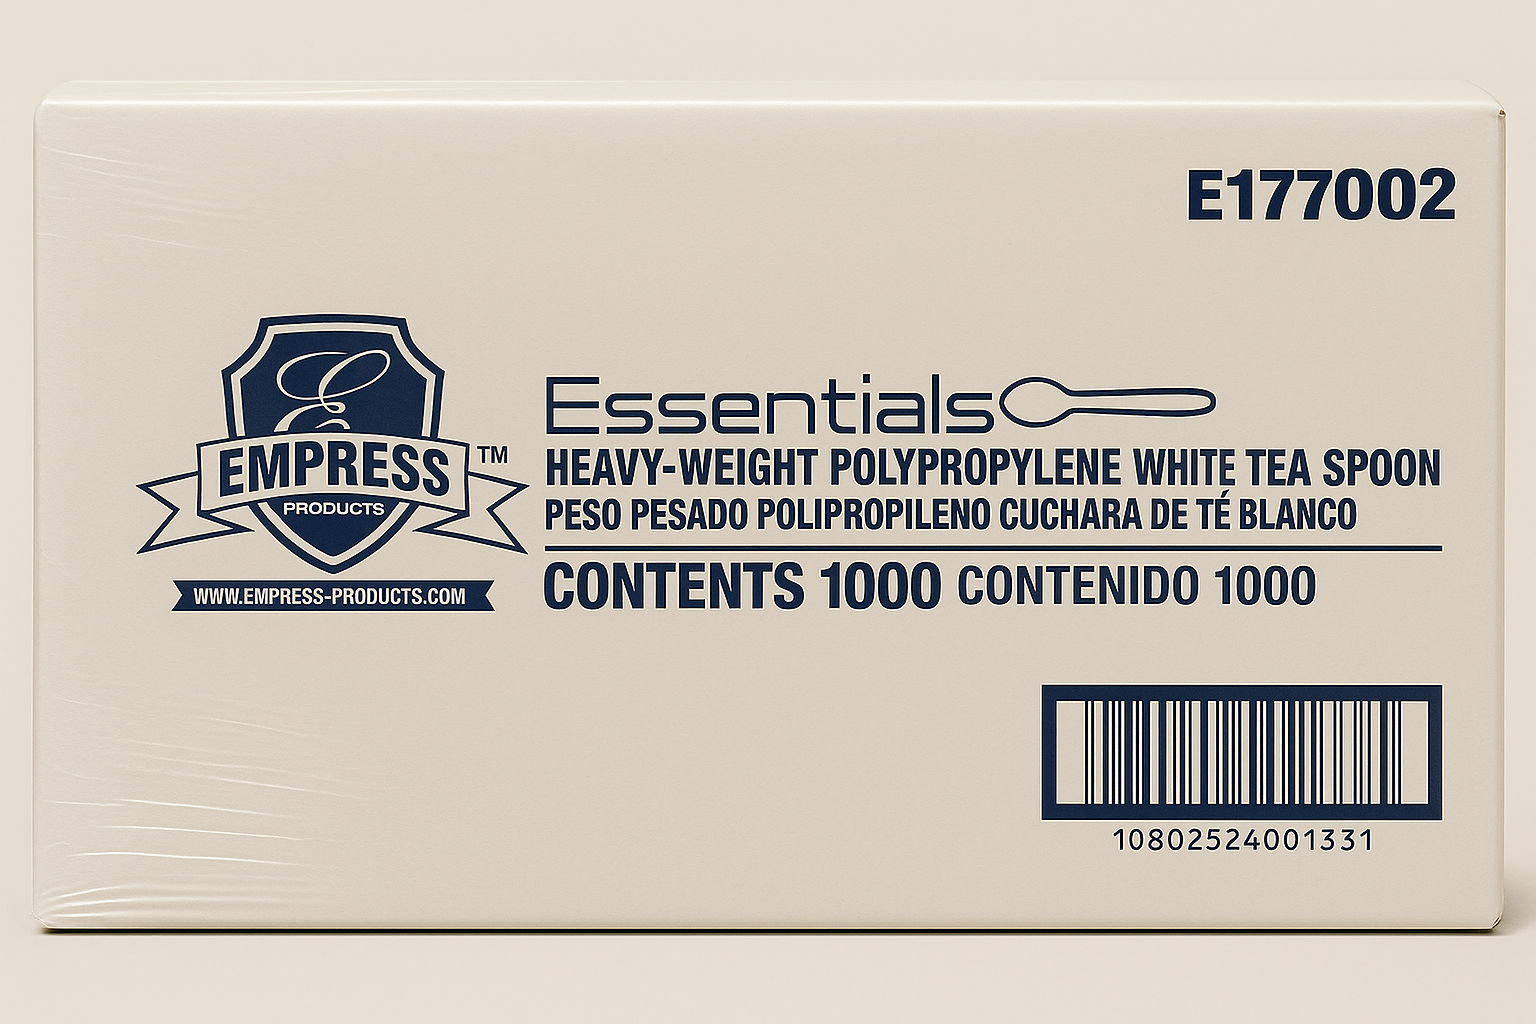 E177002
E
EMPRESS
TM
PRODUCTS
WWW.EMPRESS-PRODUCTS.COM
Essentials
HEAVY-WEIGHT POLYPROPYLENE WHITE TEA SPOON
PESO PESADO POLIPROPILENO CUCHARA DE TÉ BLANCO
CONTENTS 1000 CONTENIDO 1000
10802524001331